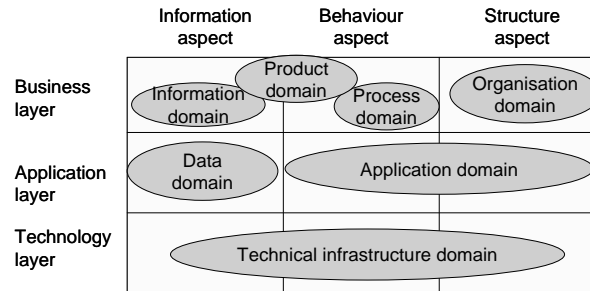 Information
aspect
Behaviour
aspect
Structure
aspect
Business
layer
Information
domain
Product
domain
Process
domain
Organisation
domain
Application
layer
Data
domain
Application domain
Technology
layer
Technical infrastructure domain